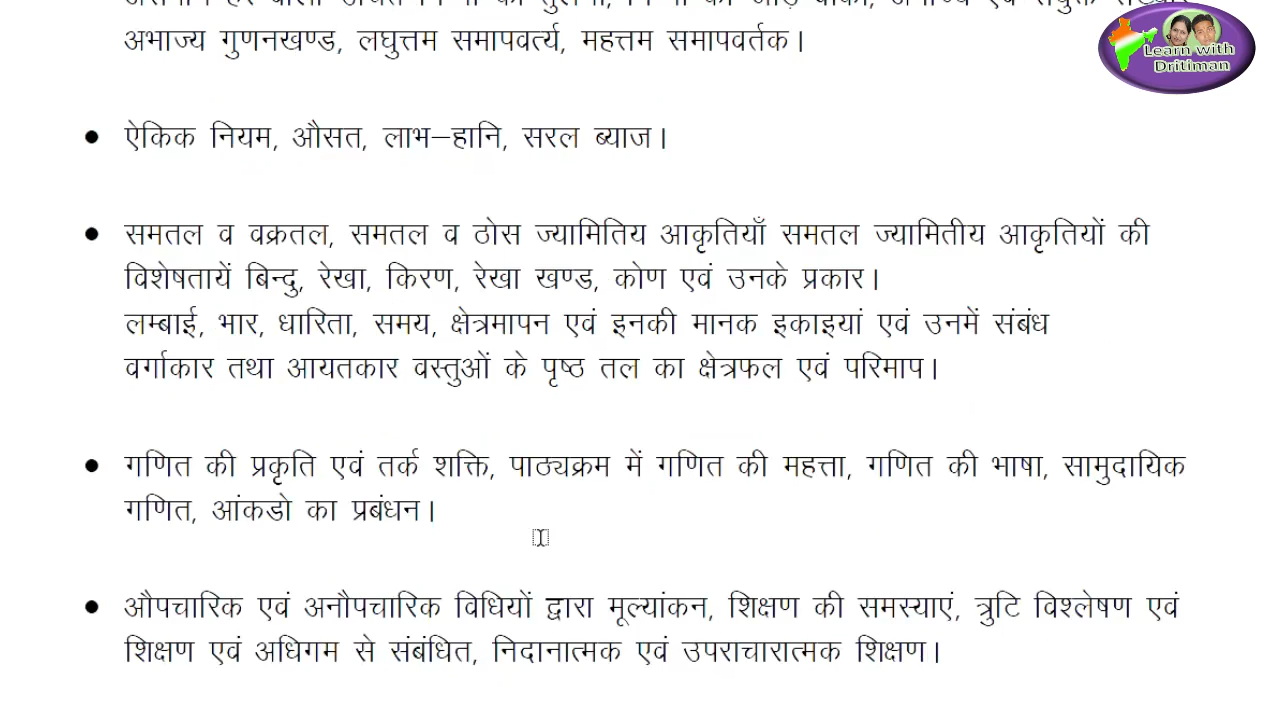 अभाज्य गुणनखण्ड, लघुत्तम समापवर्त्य, महत्तम समापवर्तक।
Learn with
Dritiman
• ऐकिक नियम, औसत, लाभ–हानि, सरल ब्याज।
• समतल व वक्रतल, समतल व ठोस ज्यामितिय आकृतियाँ समतल ज्यामितीय आकृतियों की
विशेषतायें बिन्दु, रेखा, किरण, रेखा खण्ड, कोण एवं उनके प्रकार।
लम्बाई, भार, धारिता, समय, क्षेत्रमापन एवं इनकी मानक इकाइयां एवं उनमें संबंध
वर्गाकार तथा आयतकार वस्तुओं के पृष्ठ तल का क्षेत्रफल एवं परिमाप।
• गणित की प्रकृति एवं तर्क शक्ति, पाठ्यक्रम में गणित की महत्ता, गणित की भाषा, सामुदायिक
गणित, आंकडो का प्रबंधन।
• औपचारिक एवं अनौपचारिक विधियों द्वारा मूल्यांकन, शिक्षण की समस्याएं, त्रुटि विश्लेषण एवं
शिक्षण एवं अधिगम से संबंधित, निदानात्मक एवं उपराचारात्मक शिक्षण।